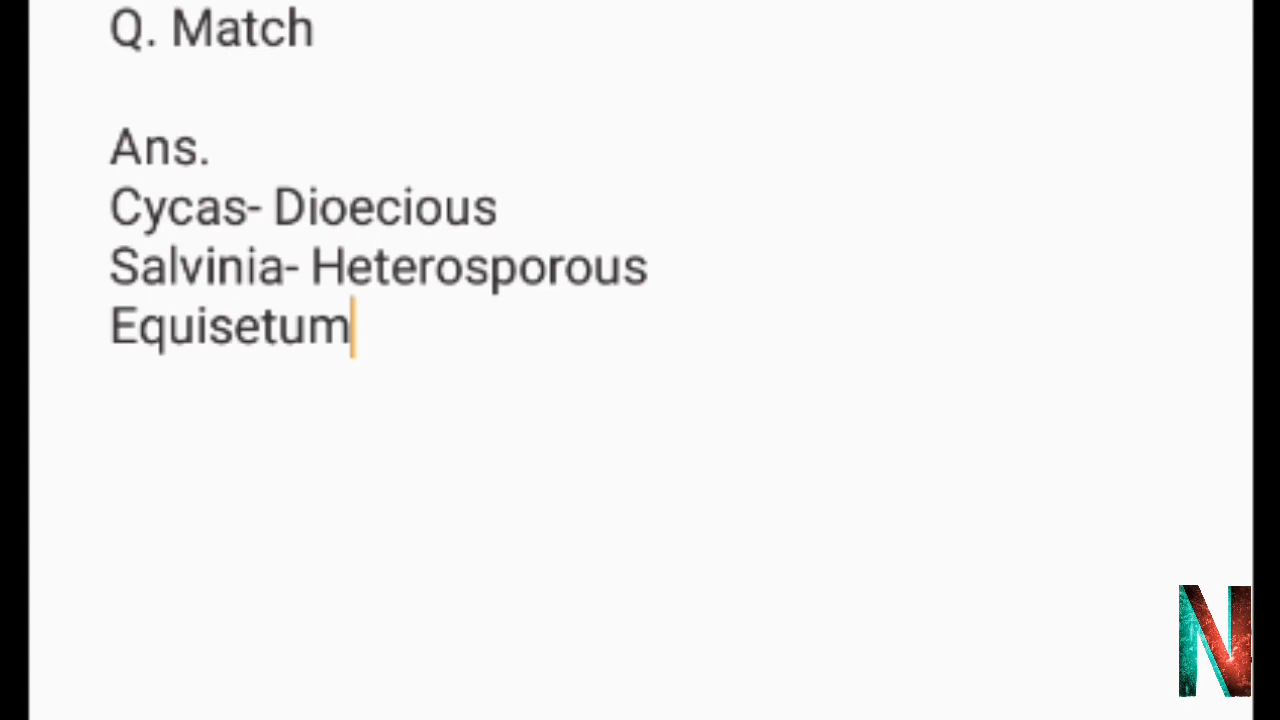 Q. Match
Ans.
Cycas- Dioecious
Salvinia- Heterosporous
Equisetum
N